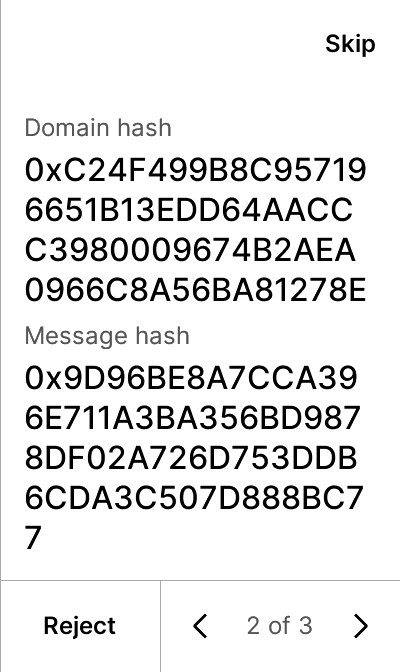 Skip
Domain hash
0xC24F499B8C95719
6651B13EDD64AACC
C3980009674B2AEA
0966C8A56BA81278E
Message hash
0x9D96BE8A7CCA39
6E711A3BA356BD987
8DF02A726D753DDB
6CDA3C507D888BC7
7
Reject
2 of 3